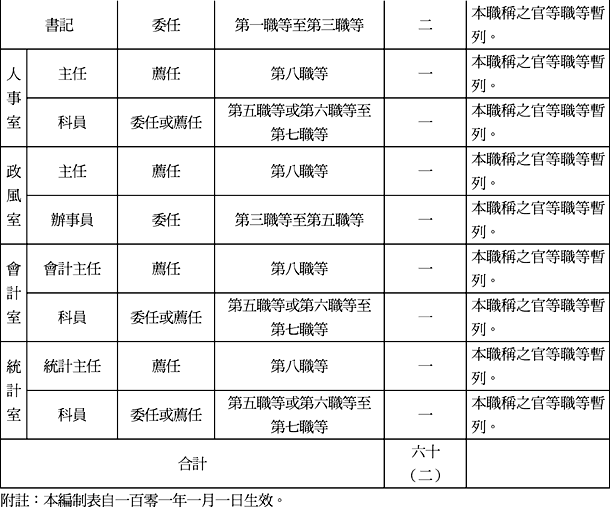 書記 委任 第一職等至第三職等 二 本職稱之官等職等暫列。
人事室 主任 薦任 第八職等 一 本職稱之官等職等暫列。
科員 委任或薦任 第五職等或第六職等至第七職等 一 本職稱之官等職等暫列。
政風室 主任 薦任 第八職等 一 本職稱之官等職等暫列。
辦事員 委任 第三職等至第五職等 一 本職稱之官等職等暫列。
會計室 會計主任 薦任 第八職等 一 本職稱之官等職等暫列。
科員 委任或薦任 第五職等或第六職等至第七職等 一 本職稱之官等職等暫列。
統計室 統計主任 薦任 第八職等 一 本職稱之官等職等暫列。
科員 委任或薦任 第五職等或第六職等至第七職等 一 本職稱之官等職等暫列。
合計 六十（二）
附註：本編制表自一百零一年一月一日生效。